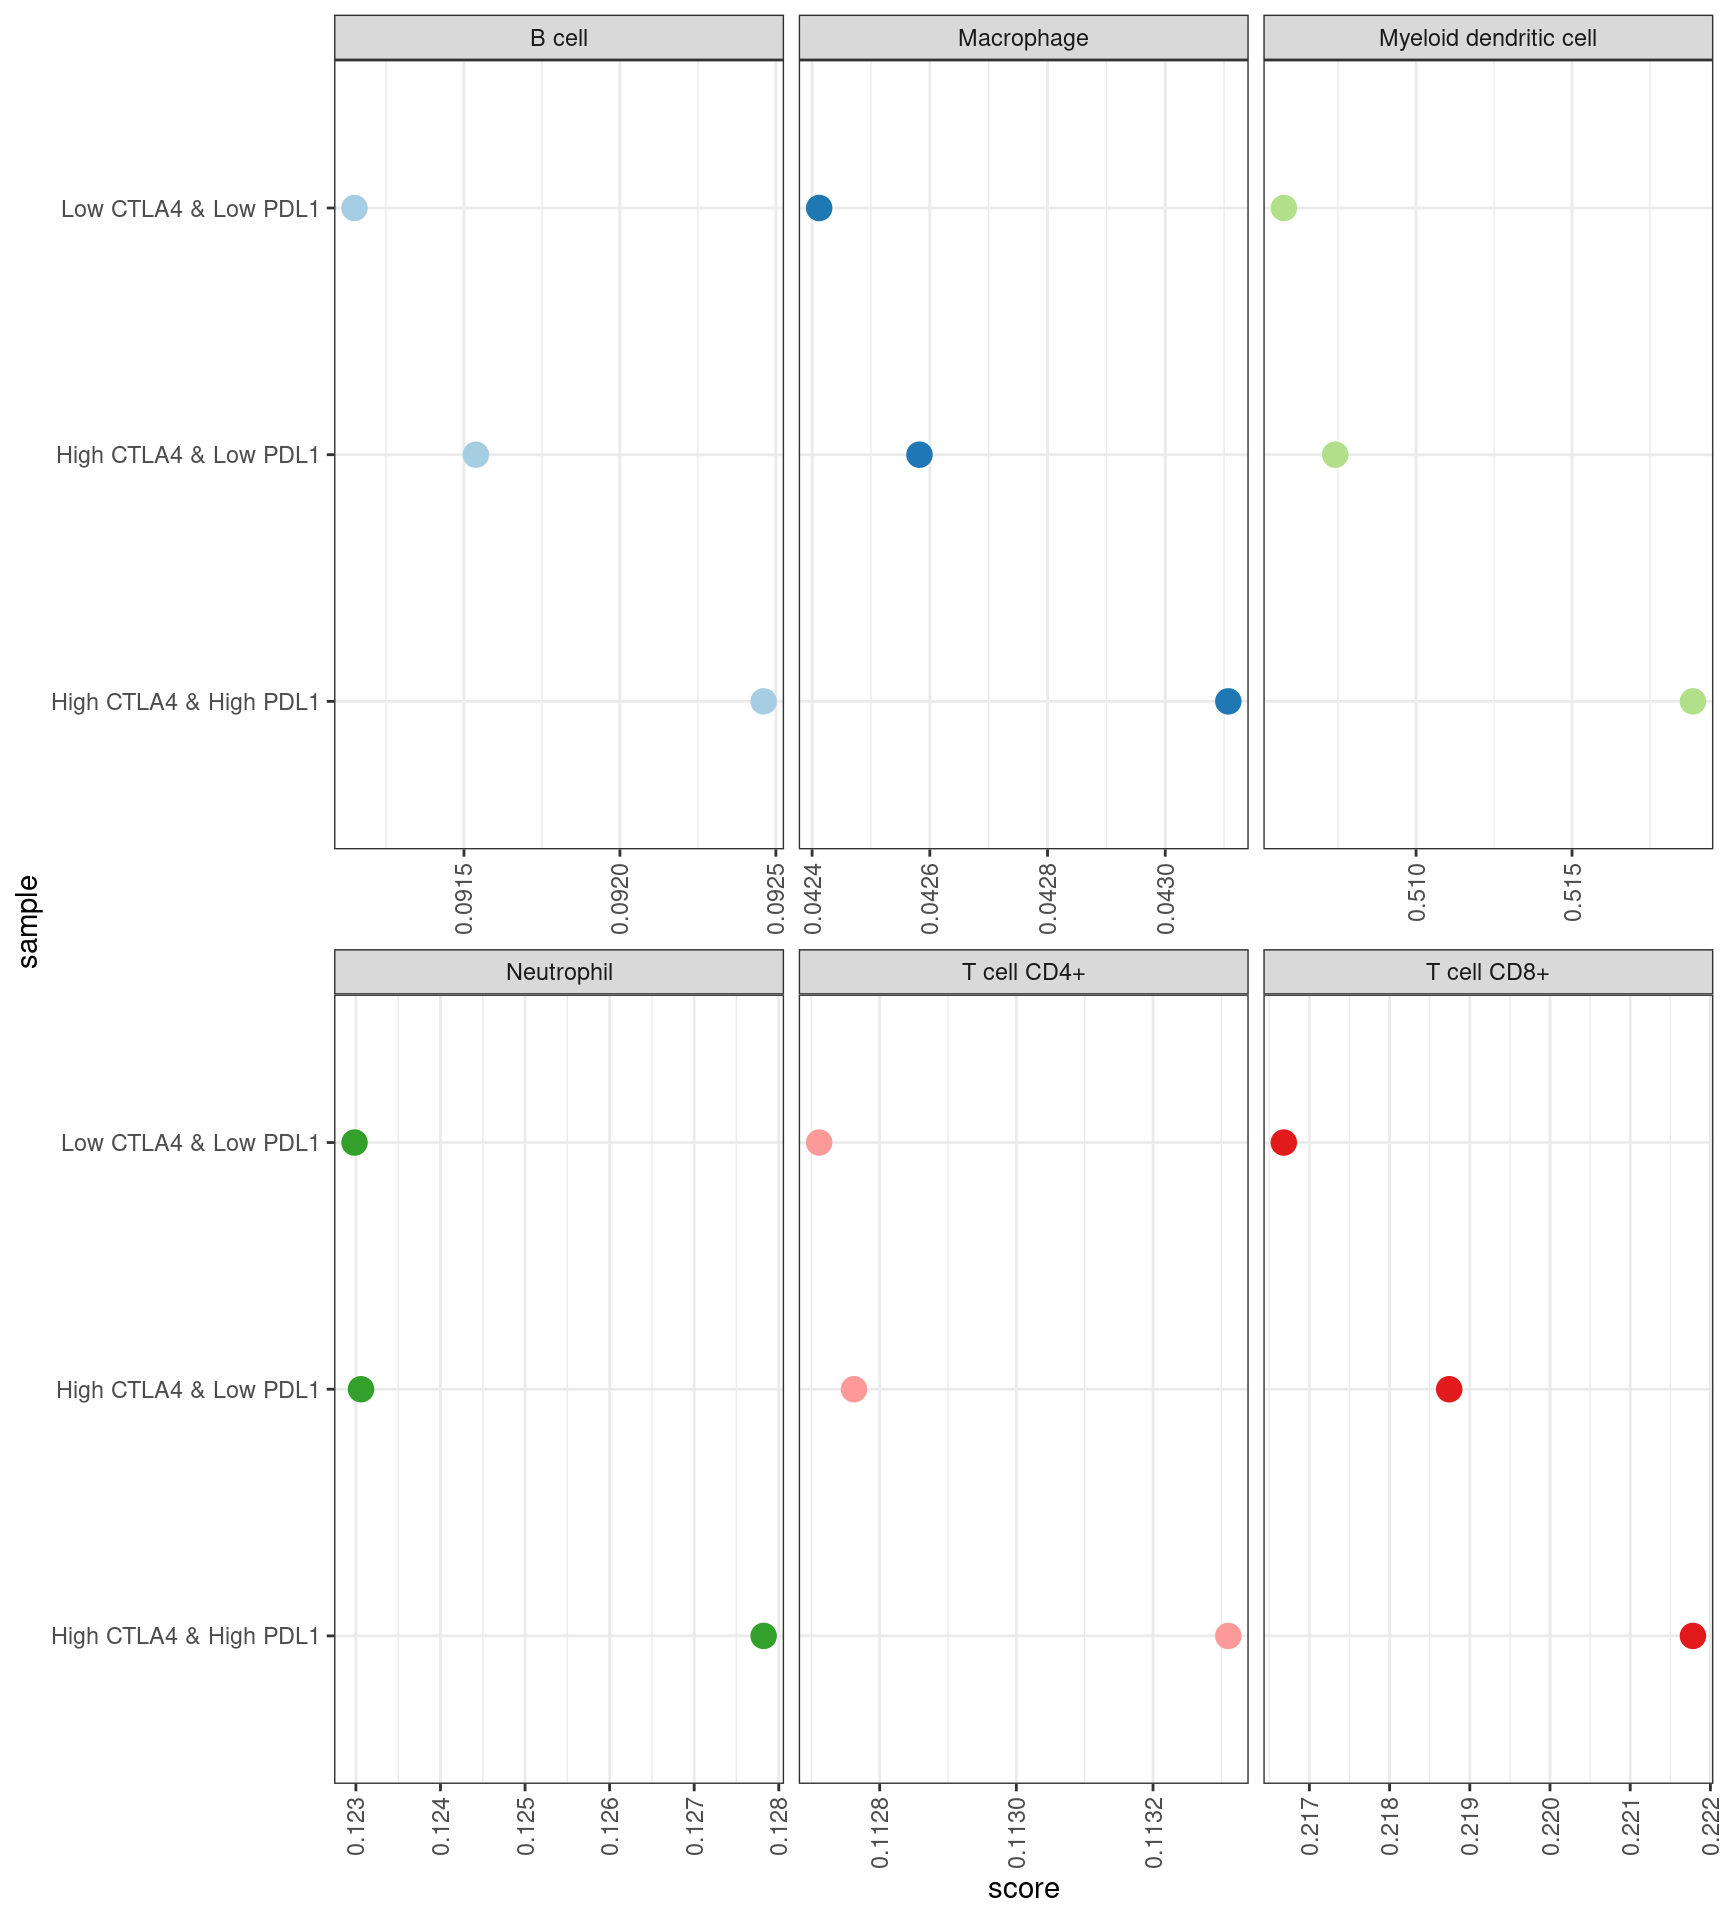 B cell
Macrophage
Myeloid dendritic cell
Low CTLA4 & Low PDL1
High CTLA4 & Low PDL1
High CTLA4 & High PDL1
0.0915
0.0920
0.0925
0.0424
0.0426
0.0428
0.0430
0.510
0.515
sample
Neutrophil
T cell CD4+
T cell CD8+
Low CTLA4 & Low PDL1
High CTLA4 & Low PDL1
High CTLA4 & High PDL1
0.123
0.124
0.125
0.126
0.127
0.128
0.1128
0.1130
0.1132
0.217
0.218
0.219
0.220
0.221
0.222
score